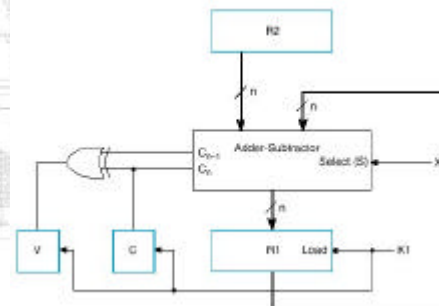 R2
n
n
Adder-Subtractor
Cn-1
Select (S)
X
Cn
n
V
C
R1
Load
K1